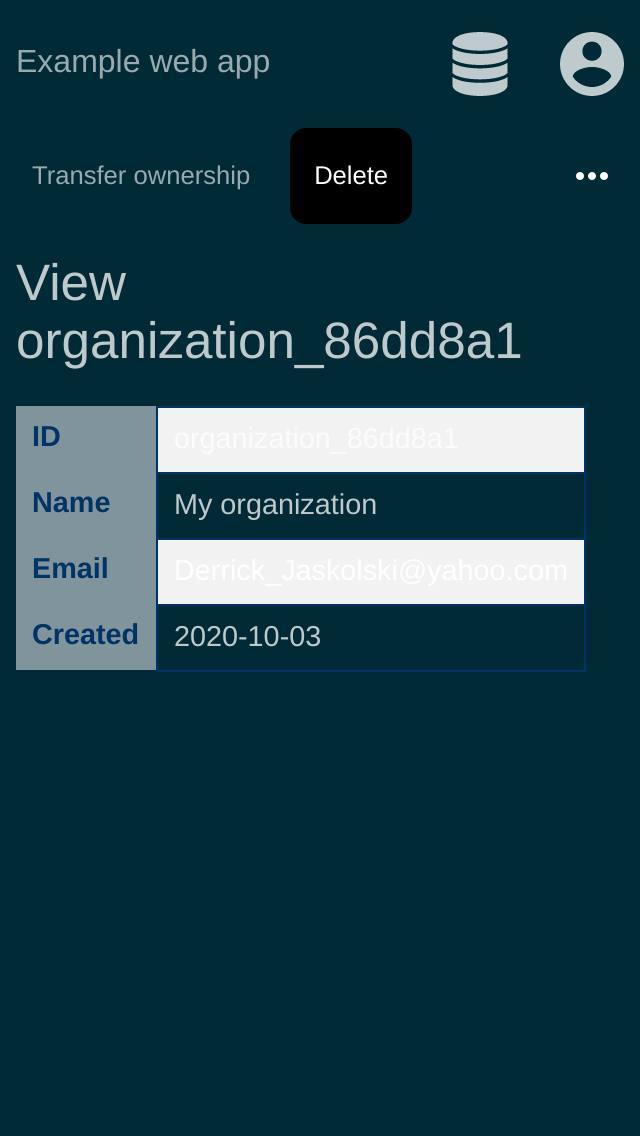 Example web app
Transfer ownership Delete
View
organization_86dd8a1
ID organization_86dd8a1
Name My organization
Email Derrick_Jaskolski@yahoo.com
Created 2020-10-03